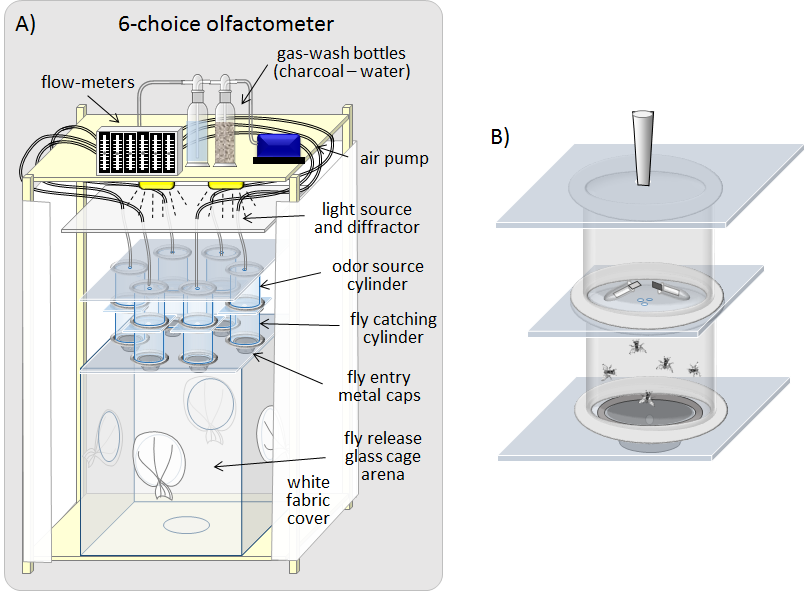 A)
6-choice olfactometer
gas-wash bottles
(charcoal – water)
flow-meters
air pump
light source
and diffractor
odor source
cylinder
fly catching
cylinder
fly entry
metal caps
fly release
glass cage
arena
white
fabric
cover
B)